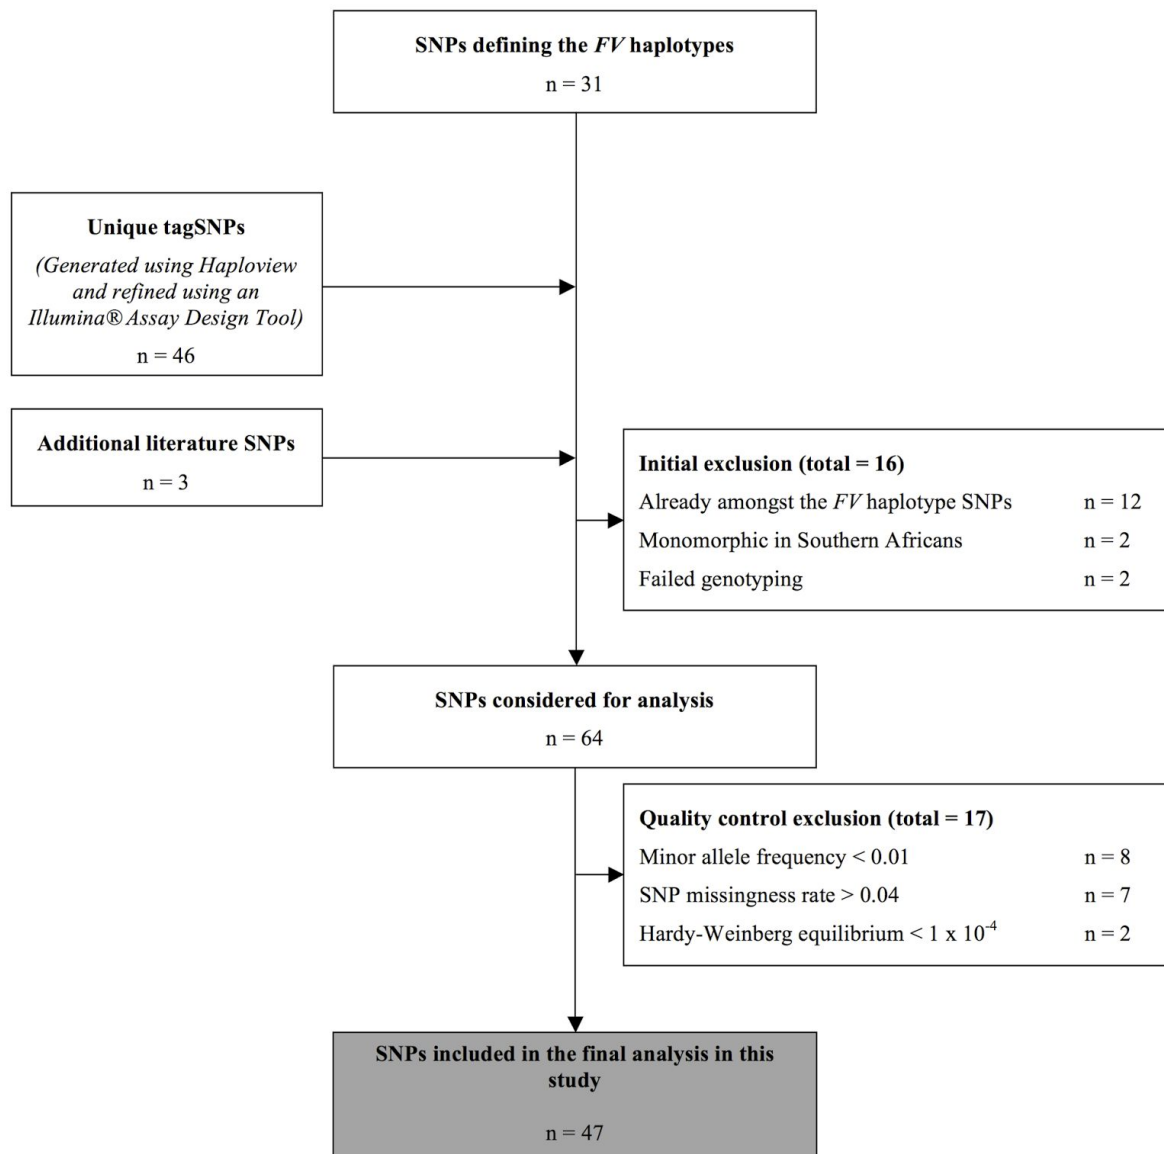 SNPs defining the FV haplotypes
n = 31
Unique tagSNPs
(Generated using Haploview
and refined using an
Illumina® Assay Design Tool)
n = 46
Additional literature SNPs
n = 3
Initial exclusion (total = 16)
Already amongst the FV haplotype SNPs n = 12
Monomorphic in Southern Africans n = 2
Failed genotyping n = 2
SNPs considered for analysis
n = 64
Quality control exclusion (total = 17)
Minor allele frequency < 0.01 n = 8
SNP missingness rate > 0.04 n = 7
Hardy-Weinberg equilibrium < 1 x 10⁻⁴ n = 2
SNPs included in the final analysis in this
study
n = 47